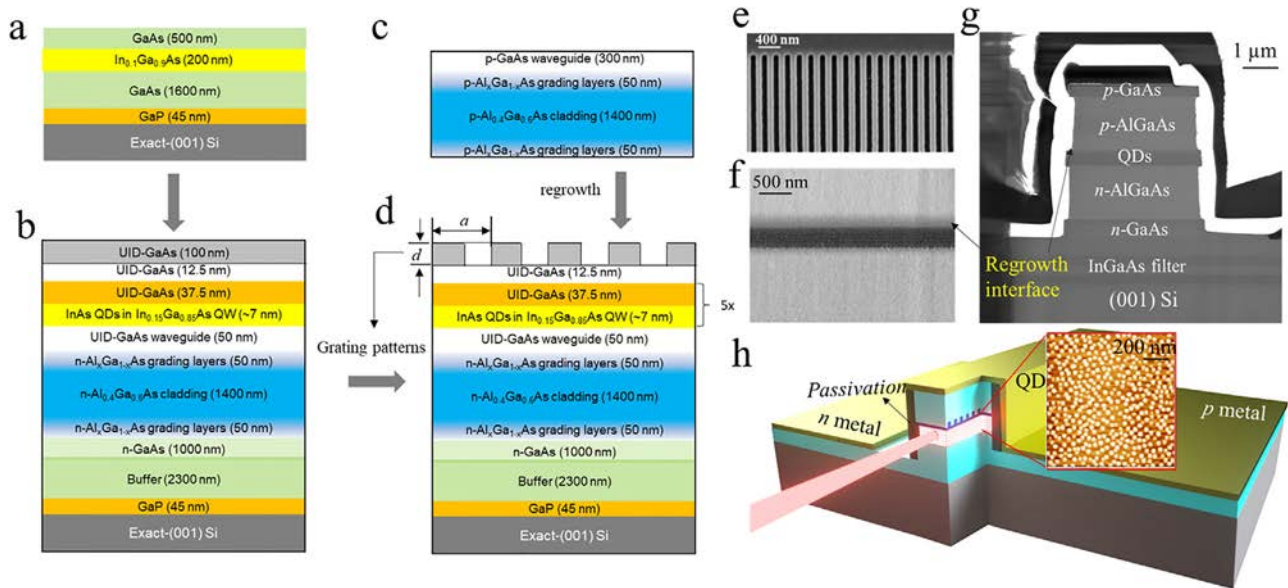 a
GaAs (500 nm)
In0.1Ga0.9As (200 nm)
GaAs (1600 nm)
GaP (45 nm)
Exact-(001) Si
b
UID-GaAs (100 nm)
UID-GaAs (12.5 nm)
UID-GaAs (37.5 nm)
InAs QDs in In0.15Ga0.85As QW (~7 nm)
UID-GaAs waveguide (50 nm)
n-AlxGa1-xAs grading layers (50 nm)
n-Al0.4Ga0.6As cladding (1400 nm)
n-AlxGa1-xAs grading layers (50 nm)
n-GaAs (1000 nm)
Buffer (2300 nm)
GaP (45 nm)
Exact-(001) Si
Grating patterns
c
p-GaAs waveguide (300 nm)
p-AlxGa1-xAs grading layers (50 nm)
p-Al0.4Ga0.6As cladding (1400 nm)
p-AlxGa1-xAs grading layers (50 nm)
regrowth
d
a
d
UID-GaAs (12.5 nm)
UID-GaAs (37.5 nm)
5x
InAs QDs in In0.15Ga0.85As QW (~7 nm)
UID-GaAs waveguide (50 nm)
n-AlxGa1-xAs grading layers (50 nm)
n-Al0.4Ga0.6As cladding (1400 nm)
n-AlxGa1-xAs grading layers (50 nm)
n-GaAs (1000 nm)
Buffer (2300 nm)
GaP (45 nm)
Exact-(001) Si
e
400 nm
f
500 nm
Regrowth
interface
g
1 µm
p-GaAs
p-AlGaAs
QDs
n-AlGaAs
n-GaAs
InGaAs filter
(001) Si
h
Passivation
n metal
QD
200 nm
p metal